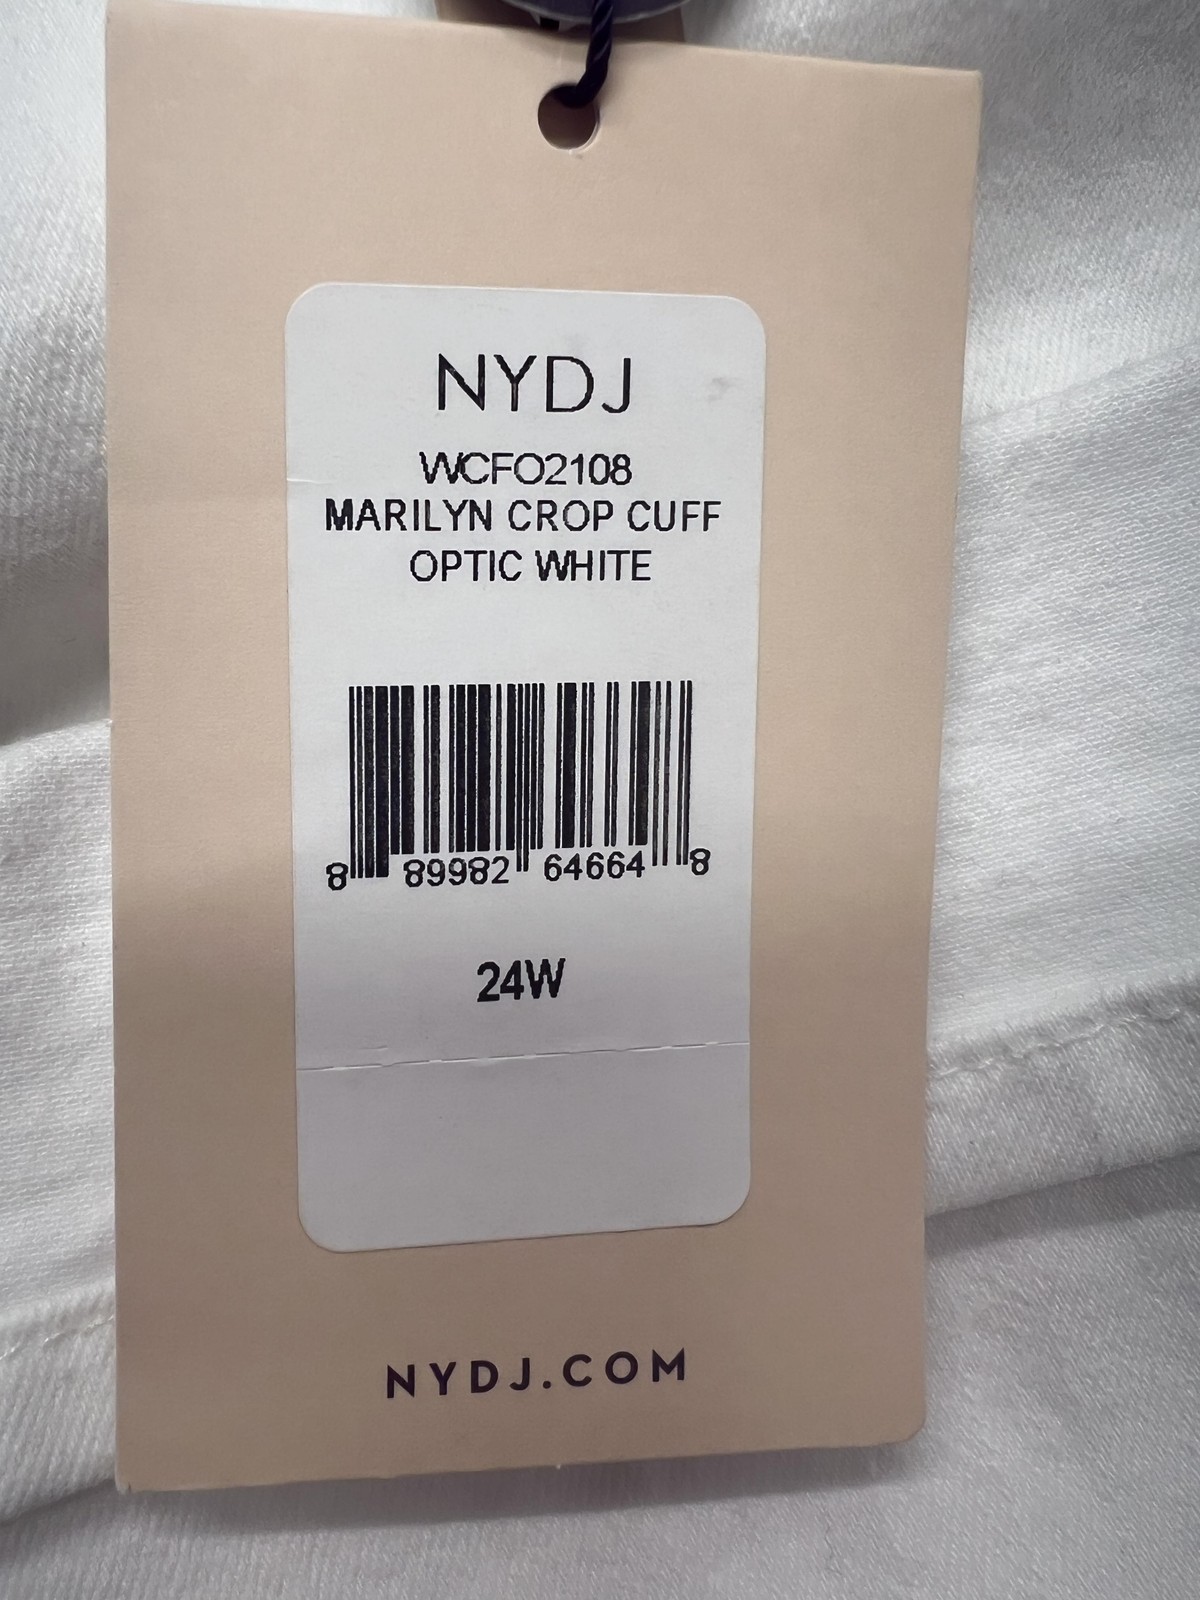 NYDJ
WCFO2108
MARILYN CROP CUFF
OPTIC WHITE
8 89982 64664 8
24W
NYDJ.COM